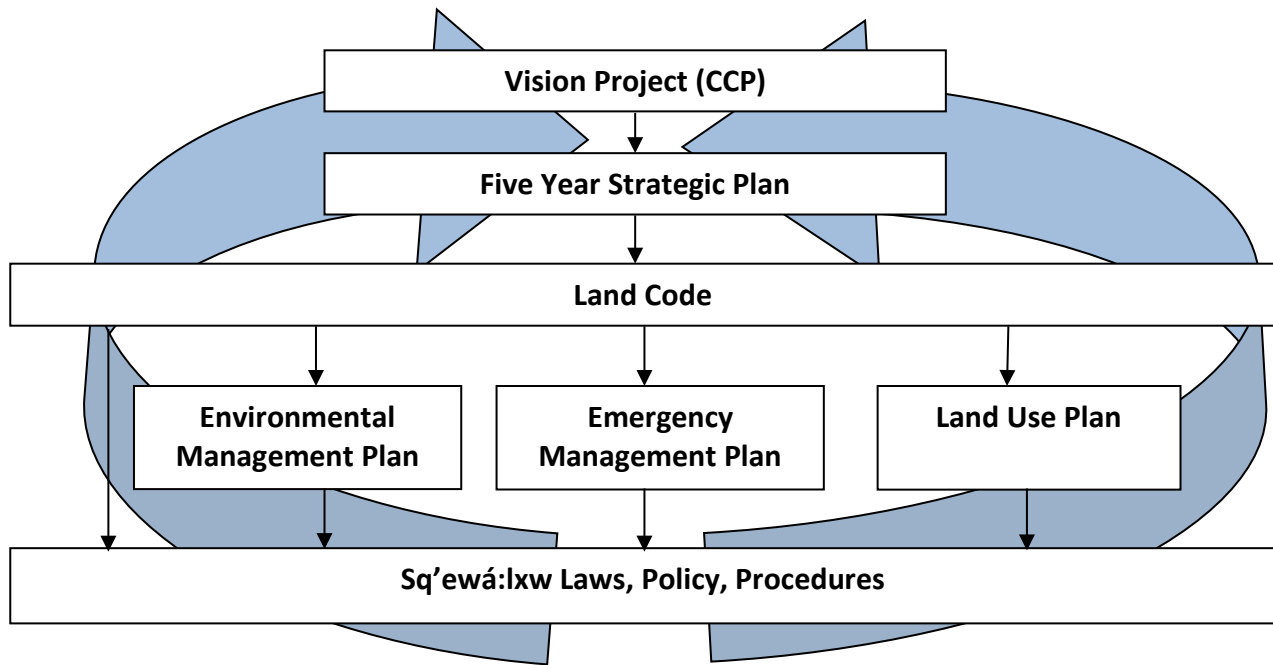 Vision Project (CCP)
Five Year Strategic Plan
Land Code
Environmental
Management Plan
Emergency
Management Plan
Land Use Plan
Sq’ewá:lxw Laws, Policy, Procedures